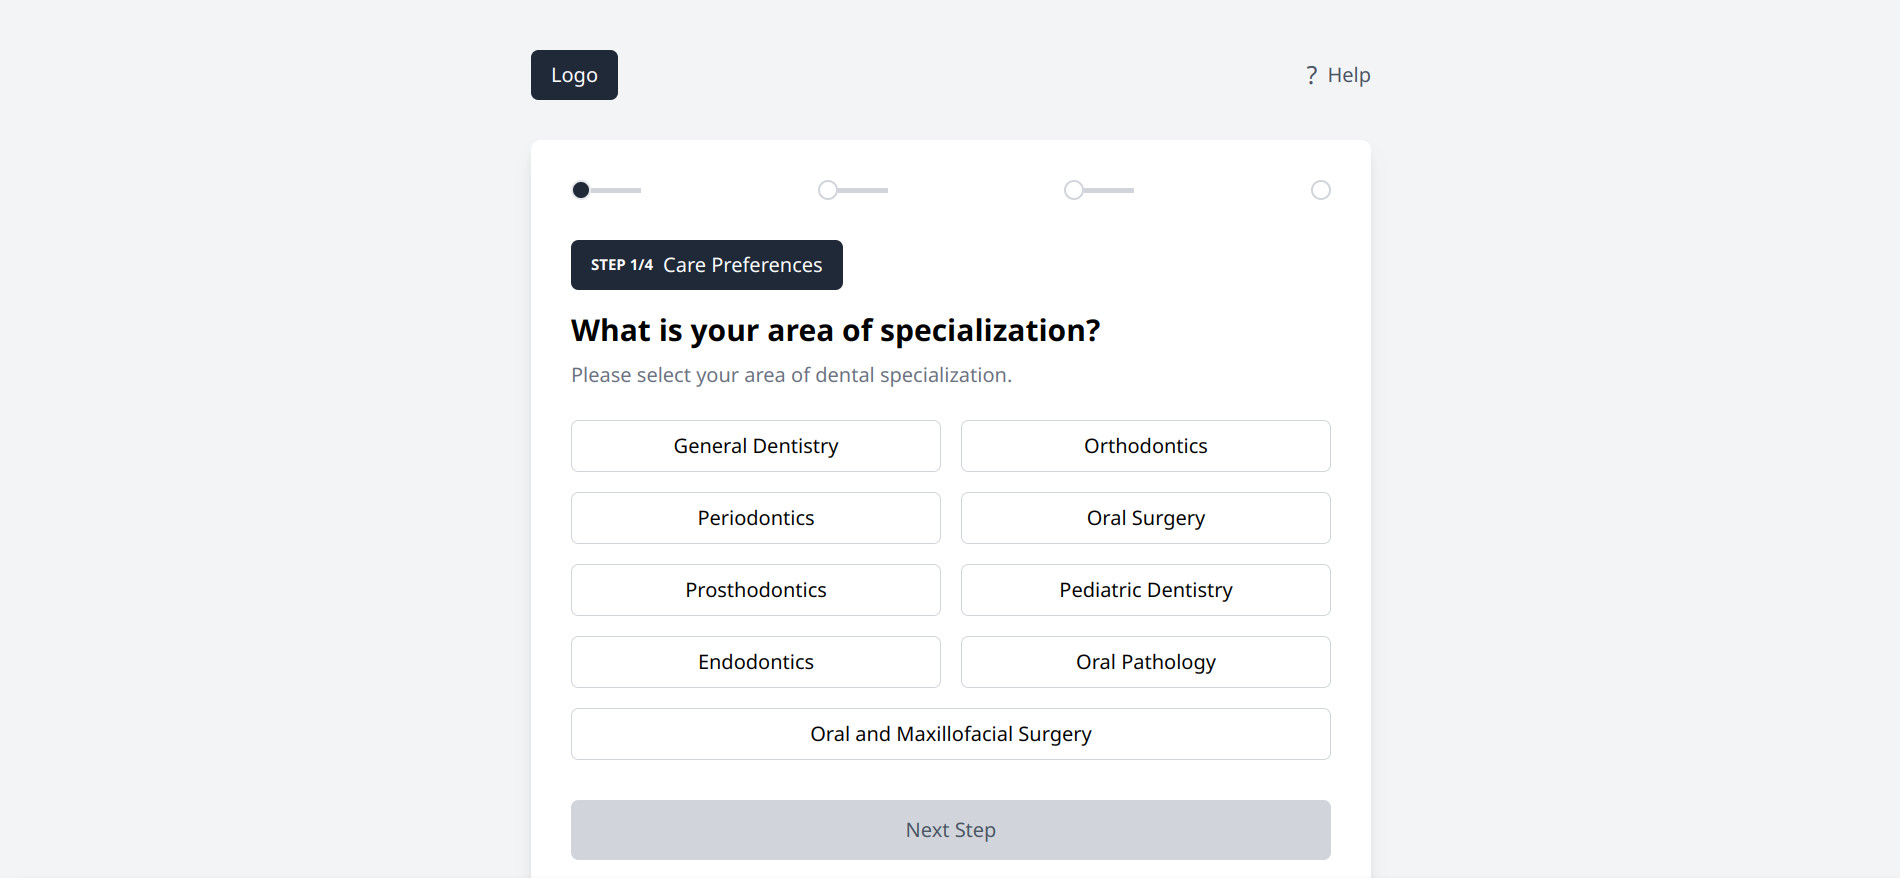 Logo
? Help
STEP 1/4 Care Preferences
What is your area of specialization?
Please select your area of dental specialization.
General Dentistry
Orthodontics
Periodontics
Oral Surgery
Prosthodontics
Pediatric Dentistry
Endodontics
Oral Pathology
Oral and Maxillofacial Surgery
Next Step